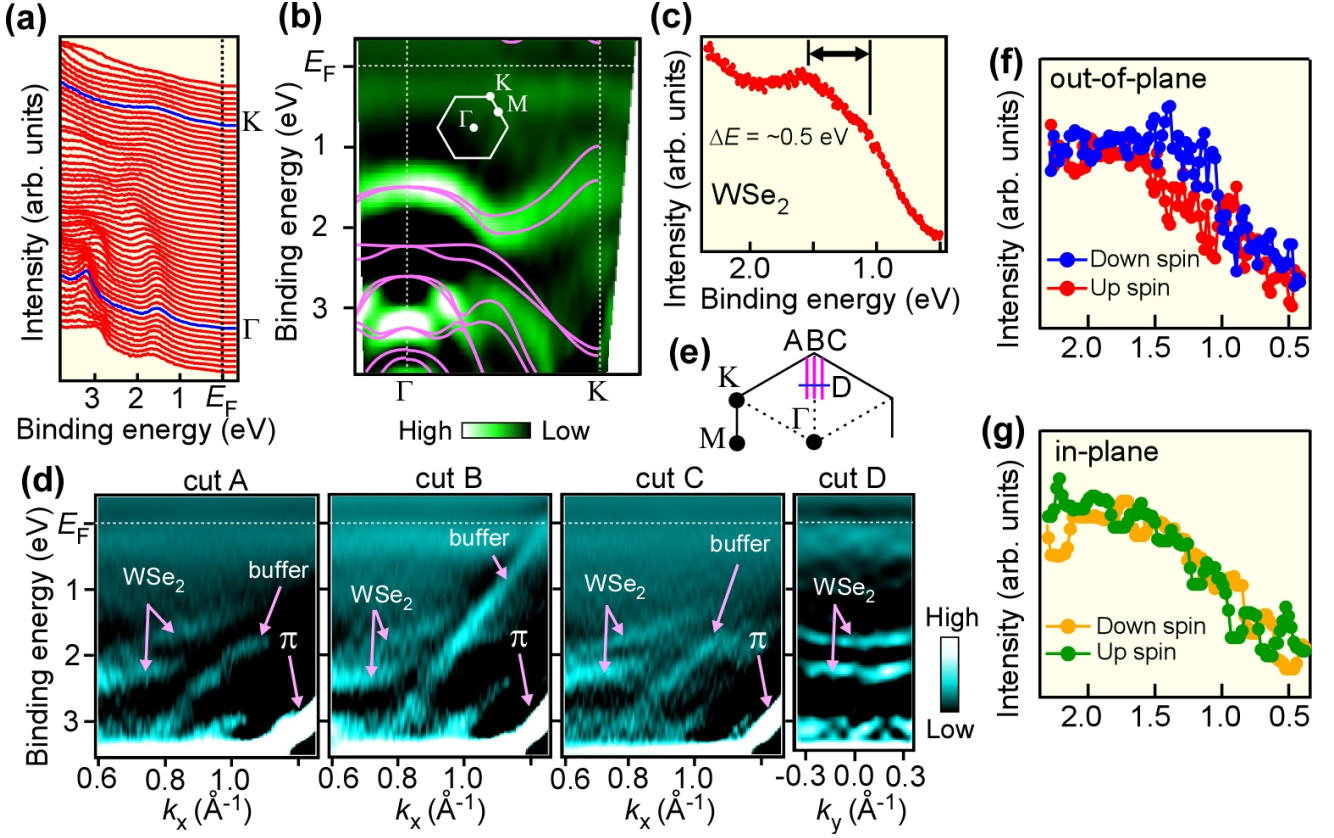 (a)
Intensity (arb. units)
K
Γ
3 2 1 E_F
Binding energy (eV)
(b)
Binding energy (eV)
E_F
1
2
3
K
M
Γ
Γ K
High Low
(c)
Intensity (arb. units)
ΔE = ~0.5 eV
WSe₂
2.0 1.0
Binding energy (eV)
(e)
ABC
K
D
Γ
M
(d)
Binding energy (eV)
E_F
1
2
3
cut A
WSe₂
buffer
π
0.6 0.8 1.0
k_x (Å⁻¹)
cut B
buffer
WSe₂
π
0.6 0.8 1.0
k_x (Å⁻¹)
cut C
WSe₂
buffer
π
0.6 0.8 1.0
k_x (Å⁻¹)
cut D
WSe₂
-0.3 0.0 0.3
k_y (Å⁻¹)
High
Low
(f)
Intensity (arb. units)
out-of-plane
Down spin
Up spin
2.0 1.5 1.0 0.5
(g)
Intensity (arb. units)
in-plane
Down spin
Up spin
2.0 1.5 1.0 0.5